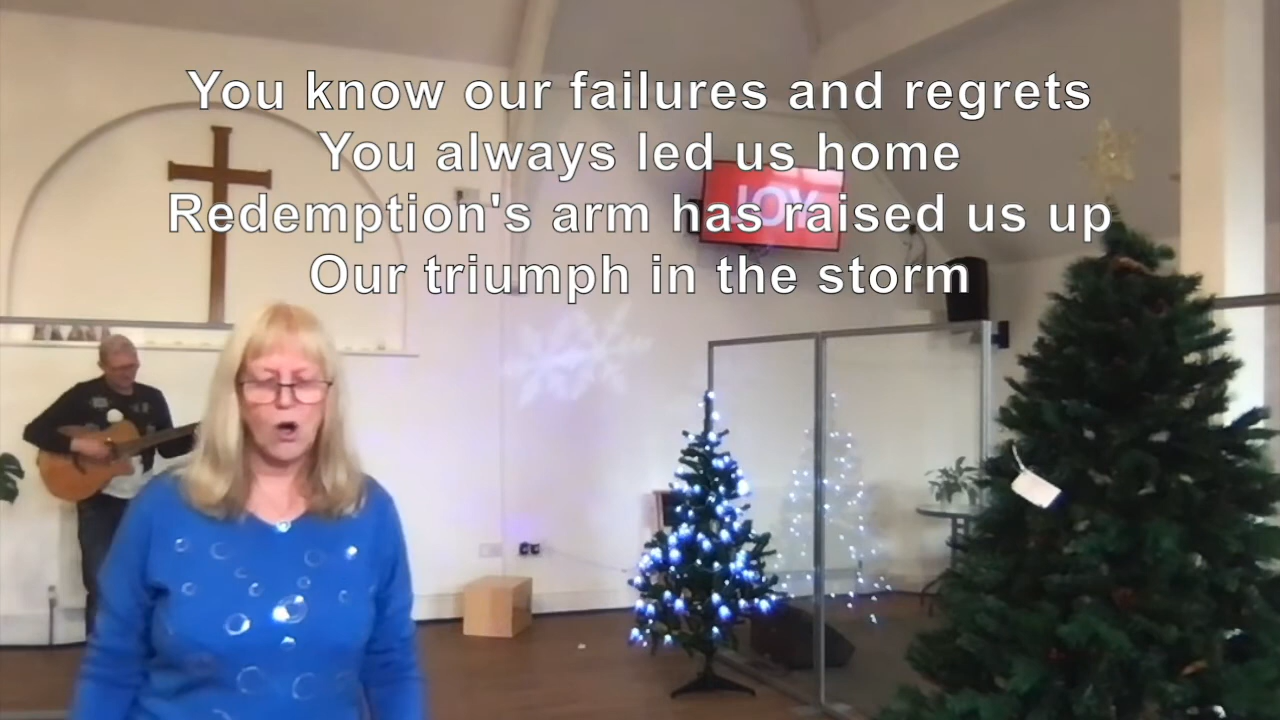 You know our failures and regrets
You always led us home
Redemption's arm has raised us up
Our triumph in the storm
JOY